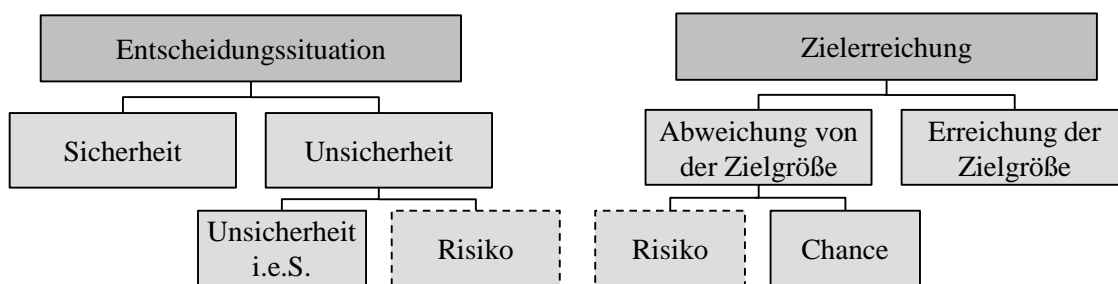 Entscheidungssituation
Zielerreichung
Sicherheit
Unsicherheit
Abweichung von
der Zielgröße
Erreichung der
Zielgröße
Unsicherheit
i.e.S.
Risiko
Risiko
Chance